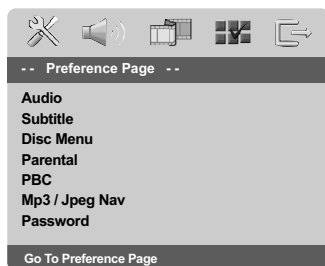 - - Preference Page - -
Audio
Subtitle
Disc Menu
Parental
PBC
Mp3 / Jpeg Nav
Password
Go To Preference Page